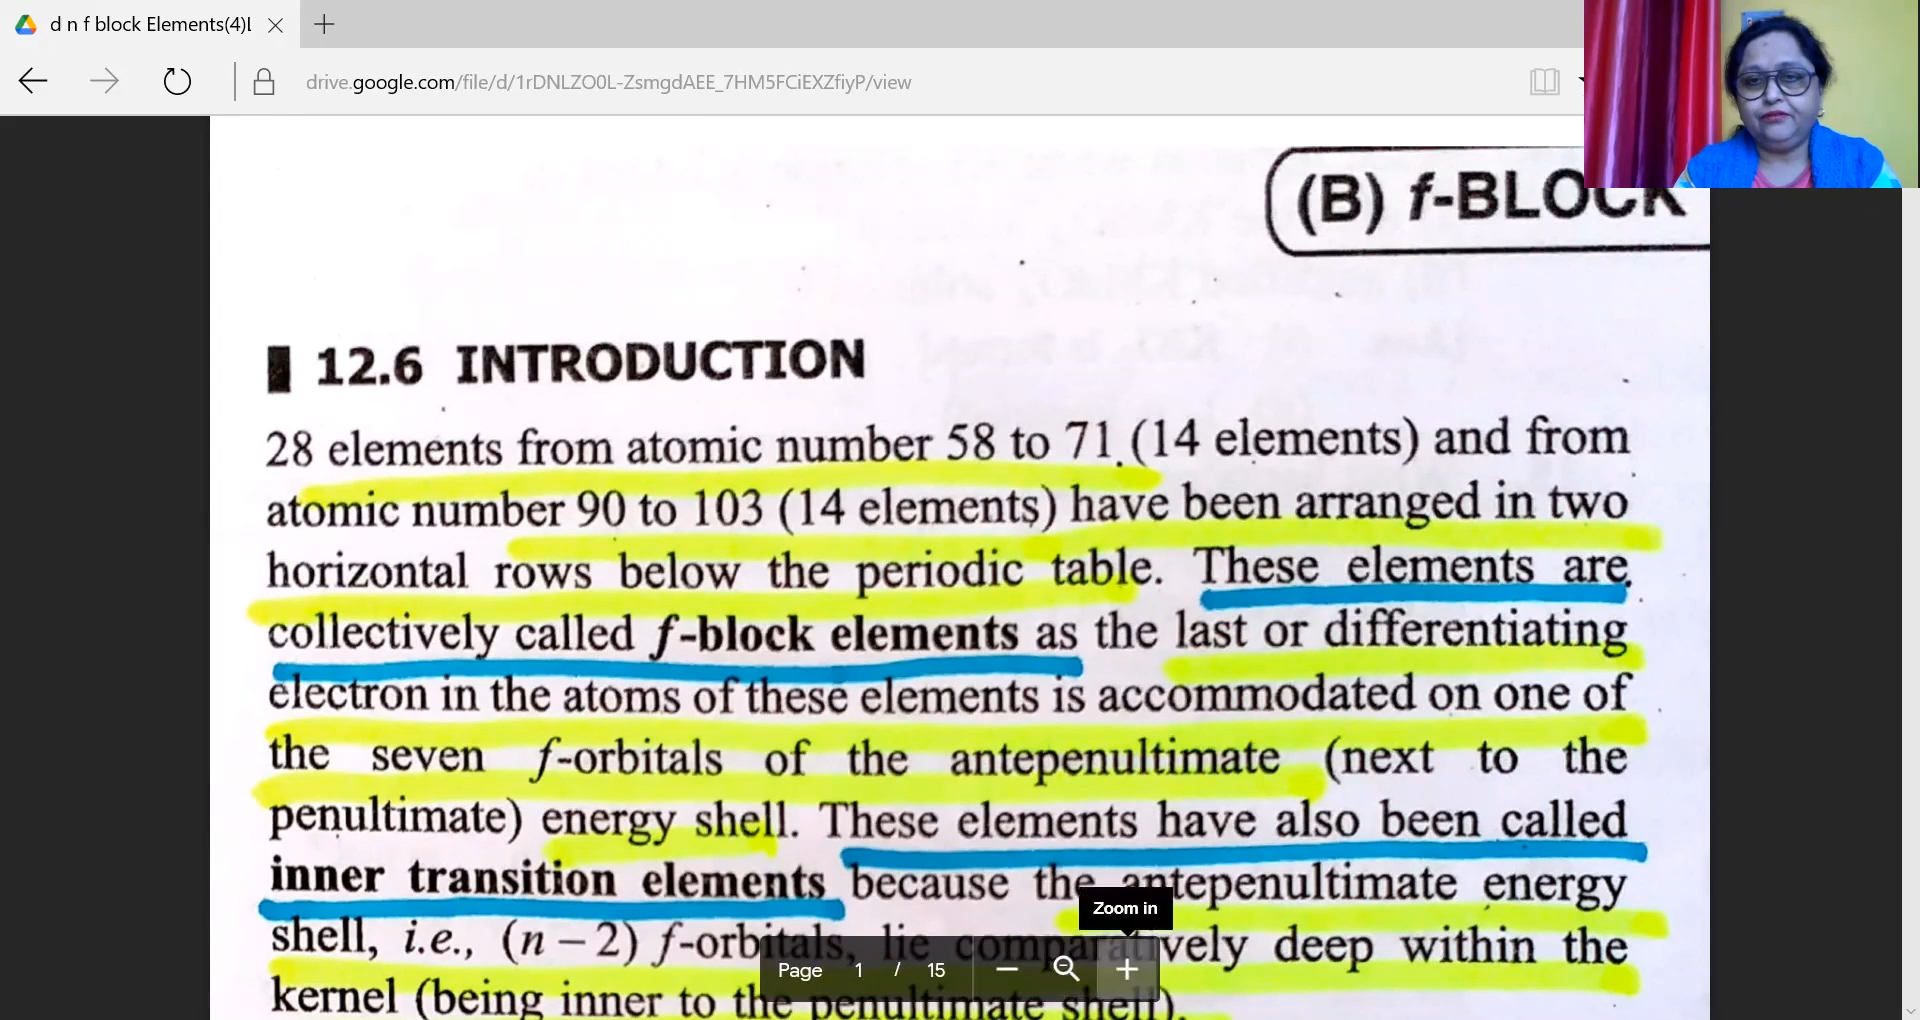 d n f block Elements(4)L
drive.google.com/file/d/1rDNLZO0L-ZsmgdAEE_7HM5FCiEXZfiyP/view
(B) f-BLOCK
12.6 INTRODUCTION
28 elements from atomic number 58 to 71 (14 elements) and from
atomic number 90 to 103 (14 elements) have been arranged in two
horizontal rows below the periodic table. These elements are
collectively called f-block elements as the last or differentiating
electron in the atoms of these elements is accommodated on one of
the seven f-orbitals of the antepenultimate (next to the
penultimate) energy shell. These elements have also been called
inner transition elements because the antepenultimate energy
shell, i.e., (n – 2) f-orbitals, lie comparatively deep within the
kernel (being inner to the penultimate shell).
Zoom in
Page 1 / 15